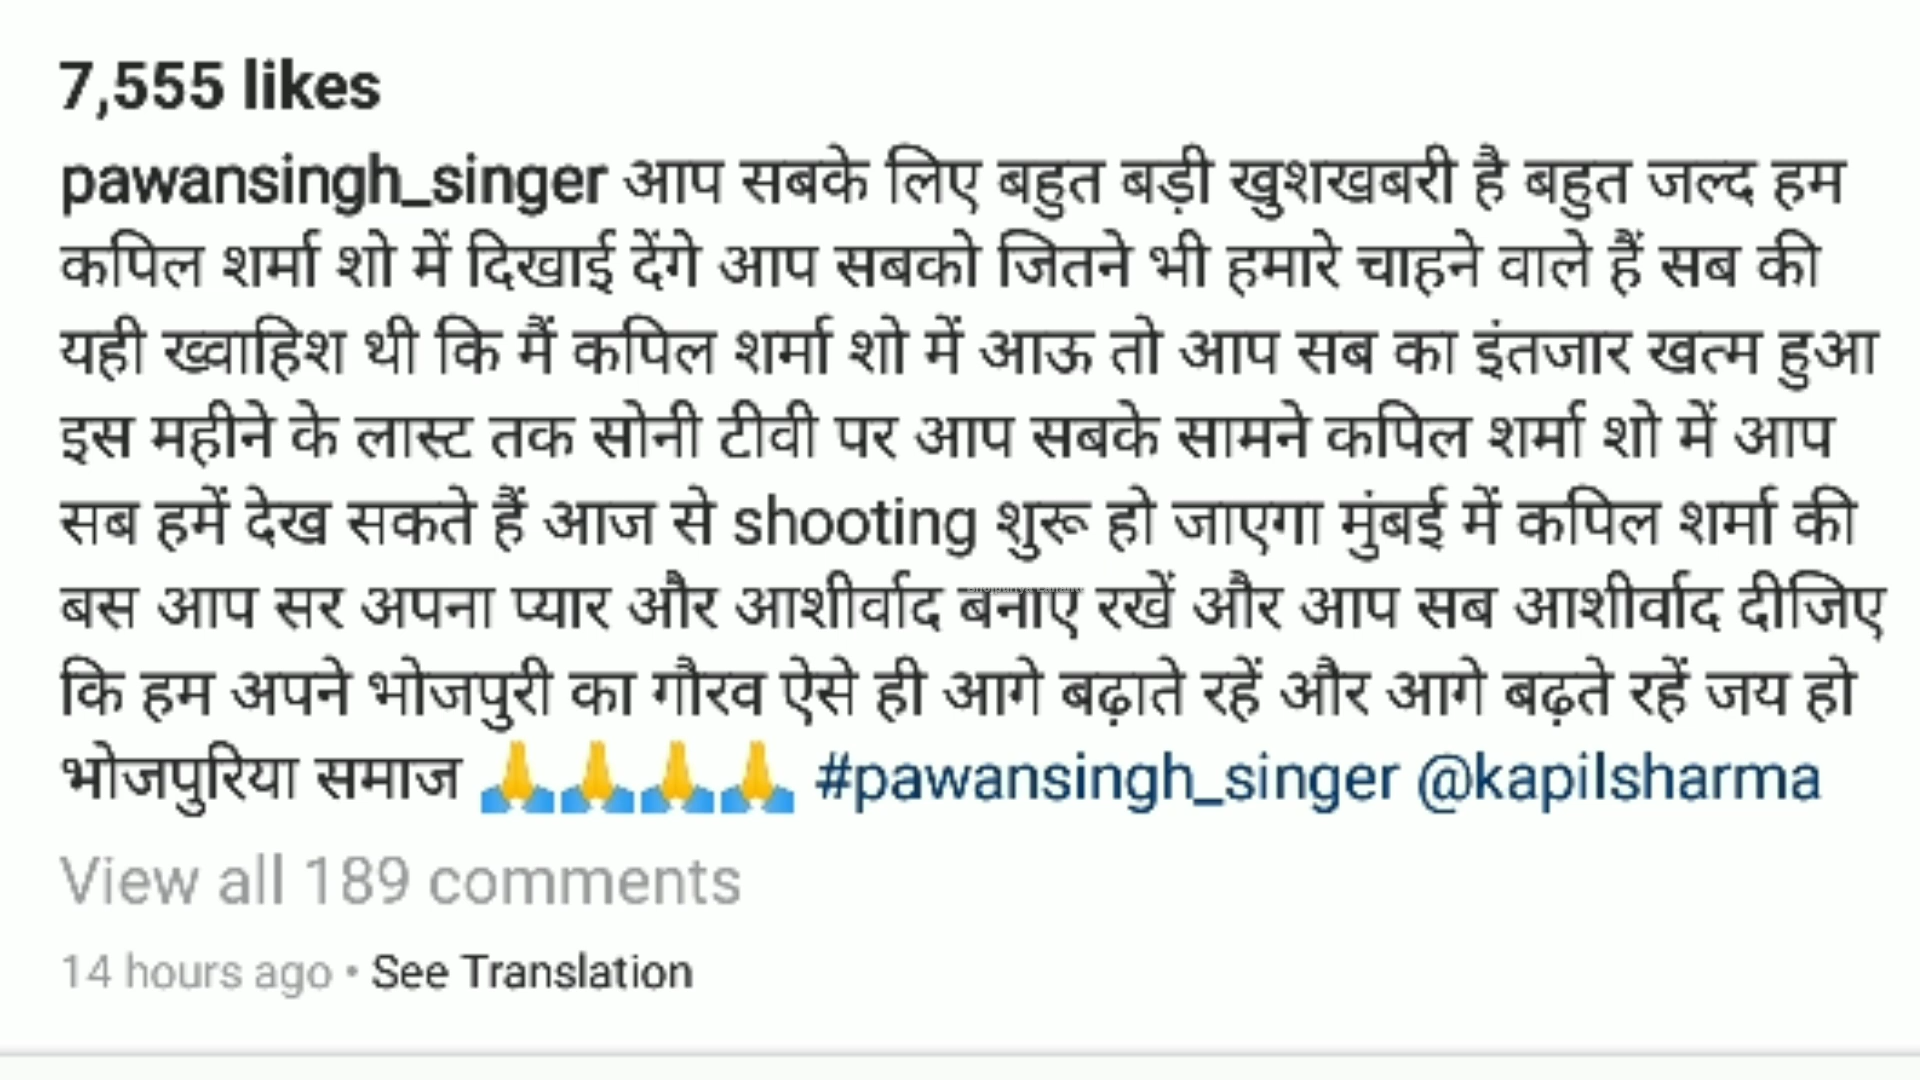 7,555 likes
pawansingh_singer आप सबके लिए बहुत बड़ी खुशखबरी है बहुत जल्द हम
कपिल शर्मा शो में दिखाई देंगे आप सबको जितने भी हमारे चाहने वाले हैं सब की
यही ख्वाहिश थी कि मैं कपिल शर्मा शो में आऊ तो आप सब का इंतजार खत्म हुआ
इस महीने के लास्ट तक सोनी टीवी पर आप सबके सामने कपिल शर्मा शो में आप
सब हमें देख सकते हैं आज से shooting शुरू हो जाएगा मुंबई में कपिल शर्मा की
बस आप सर अपना प्यार और आशीर्वाद बनाए रखें और आप सब आशीर्वाद दीजिए
कि हम अपने भोजपुरी का गौरव ऐसे ही आगे बढ़ाते रहें और आगे बढ़ते रहें जय हो
भोजपुरिया समाज 🙏🙏🙏🙏 #pawansingh_singer @kapilsharma
View all 189 comments
14 hours ago • See Translation